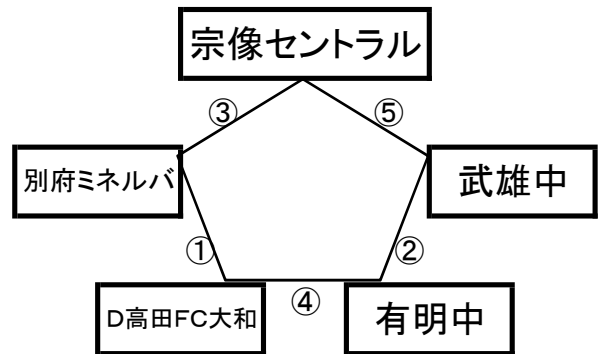 宗像セントラル
③
⑤
別府ミネルバ
武雄中
①
②
D高田FC大和
④
有明中